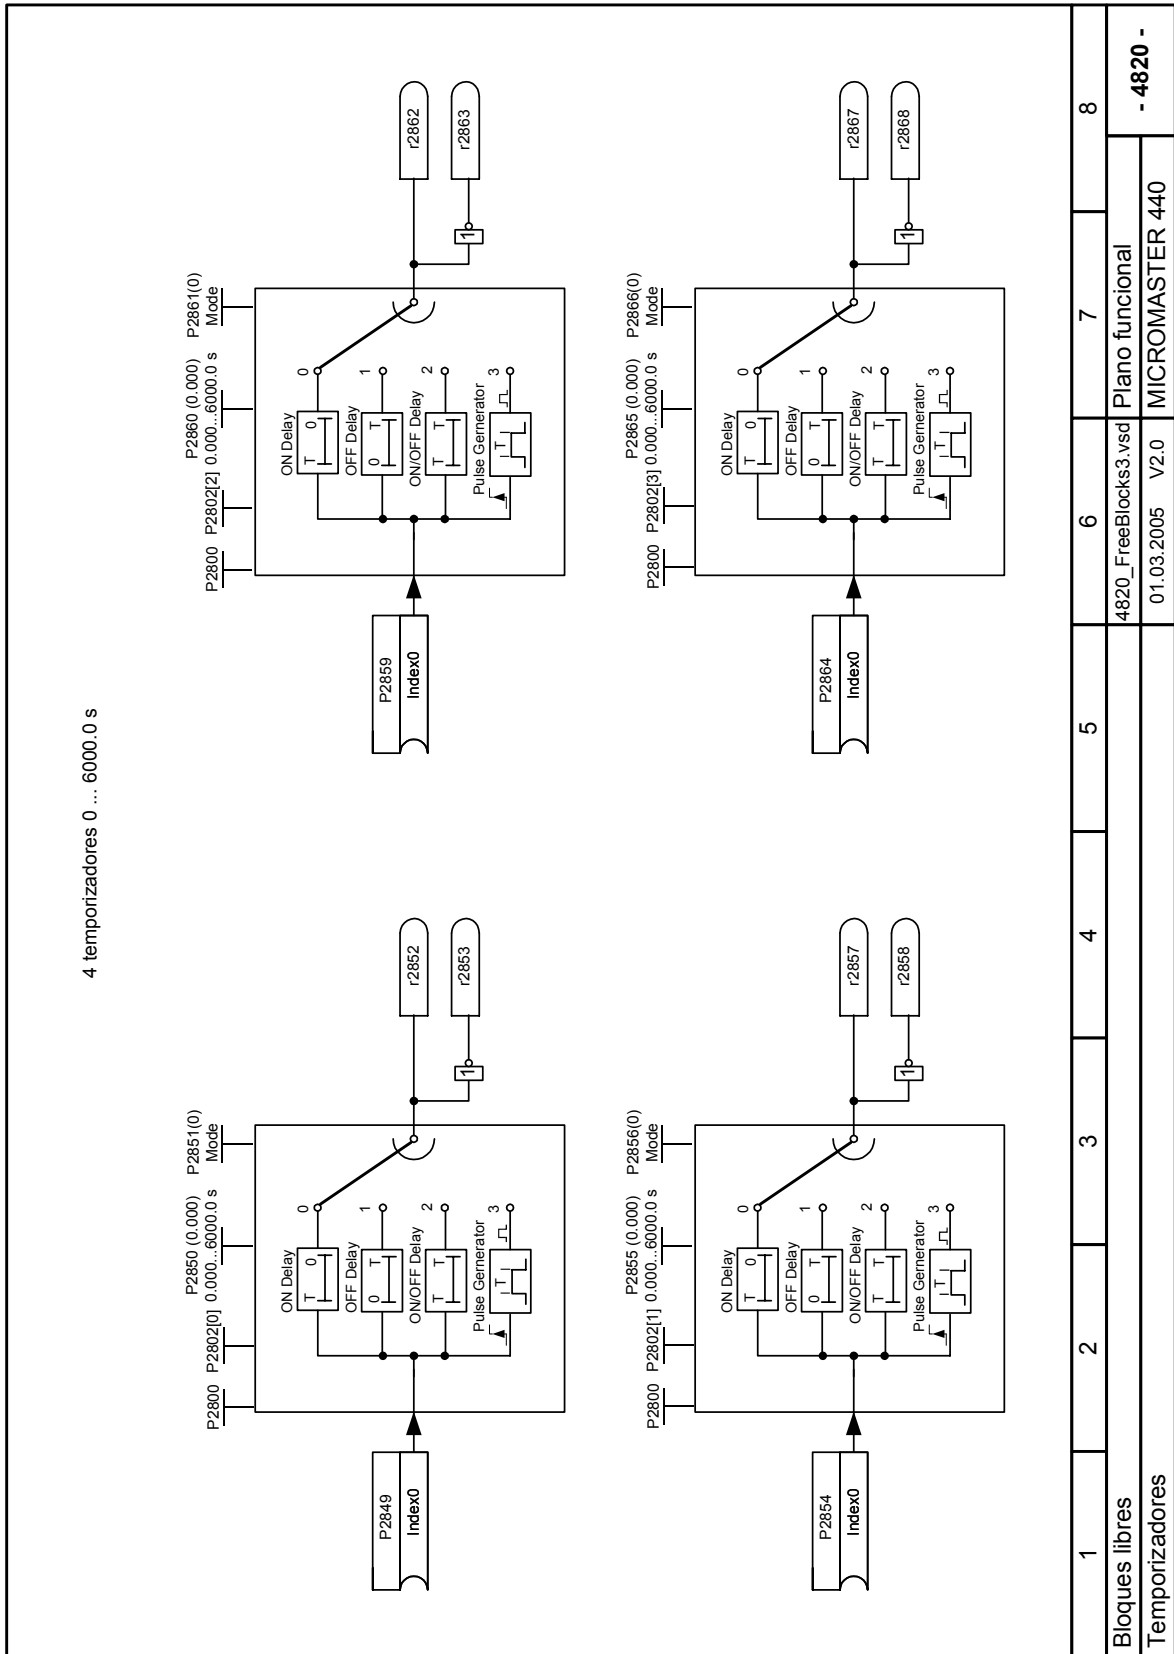 4 temporizadores 0 ... 6000.0 s
P2800
P2802[0]
P2850 (0.000)
0.000...6000.0 s
P2851(0)
Mode
P2849
Index0
ON Delay
T 0
0
OFF Delay
0 T
1
ON/OFF Delay
T T
2
Pulse Gernerator
T
3
1
r2852
r2853
P2800
P2802[2]
P2860 (0.000)
0.000...6000.0 s
P2861(0)
Mode
P2859
Index0
ON Delay
T 0
0
OFF Delay
0 T
1
ON/OFF Delay
T T
2
Pulse Gernerator
T
3
1
r2862
r2863
P2800
P2802[1]
P2855 (0.000)
0.000...6000.0 s
P2856(0)
Mode
P2854
Index0
ON Delay
T 0
0
OFF Delay
0 T
1
ON/OFF Delay
T T
2
Pulse Gernerator
T
3
1
r2857
r2858
P2800
P2802[3]
P2865 (0.000)
0.000...6000.0 s
P2866(0)
Mode
P2864
Index0
ON Delay
T 0
0
OFF Delay
0 T
1
ON/OFF Delay
T T
2
Pulse Gernerator
T
3
1
r2867
r2868
1 2 3 4 5 6 7 8
Bloques libres
4820_FreeBlocks3.vsd
Plano funcional
- 4820 -
Temporizadores
01.03.2005 V2.0
MICROMASTER 440